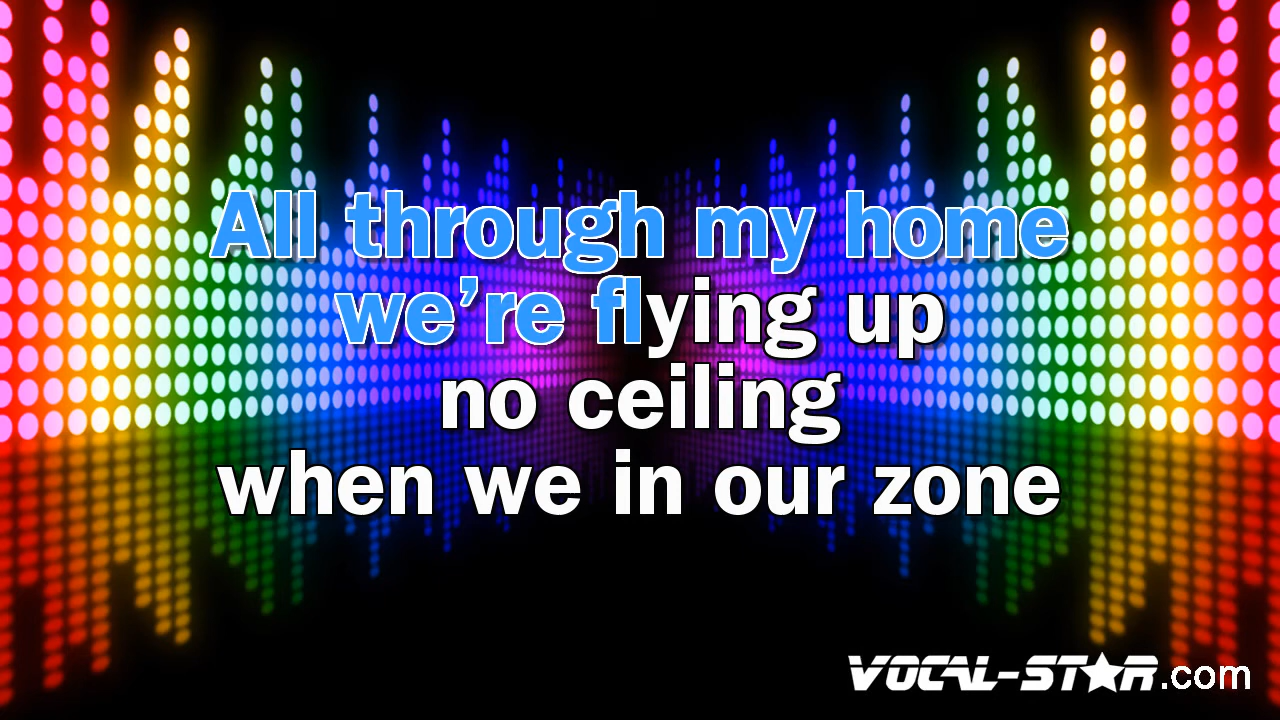 All through my home
we’re flying up
no ceiling
when we in our zone
VOCAL-STAR.com